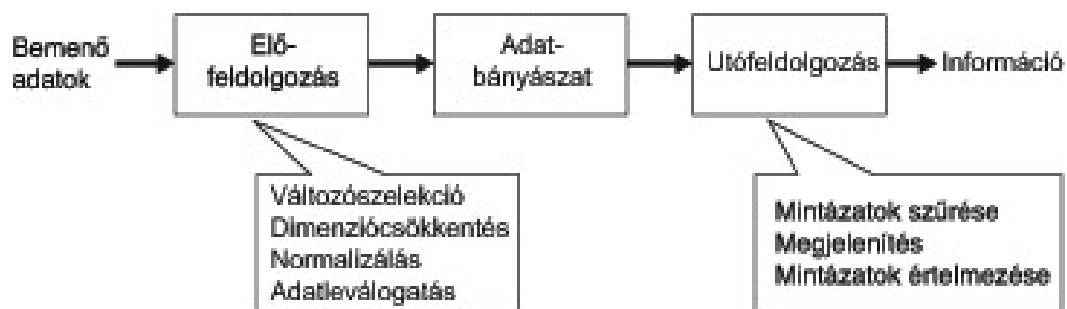 Bemenő
adatok
Elő-
feldolgozás
Adat-
bányászat
Utófeldolgozás
Információ
Változószelekció
Dimenziócsökkentés
Normalizálás
Adatleválogatás
Mintázatok szűrése
Megjelenítés
Mintázatok értelmezése